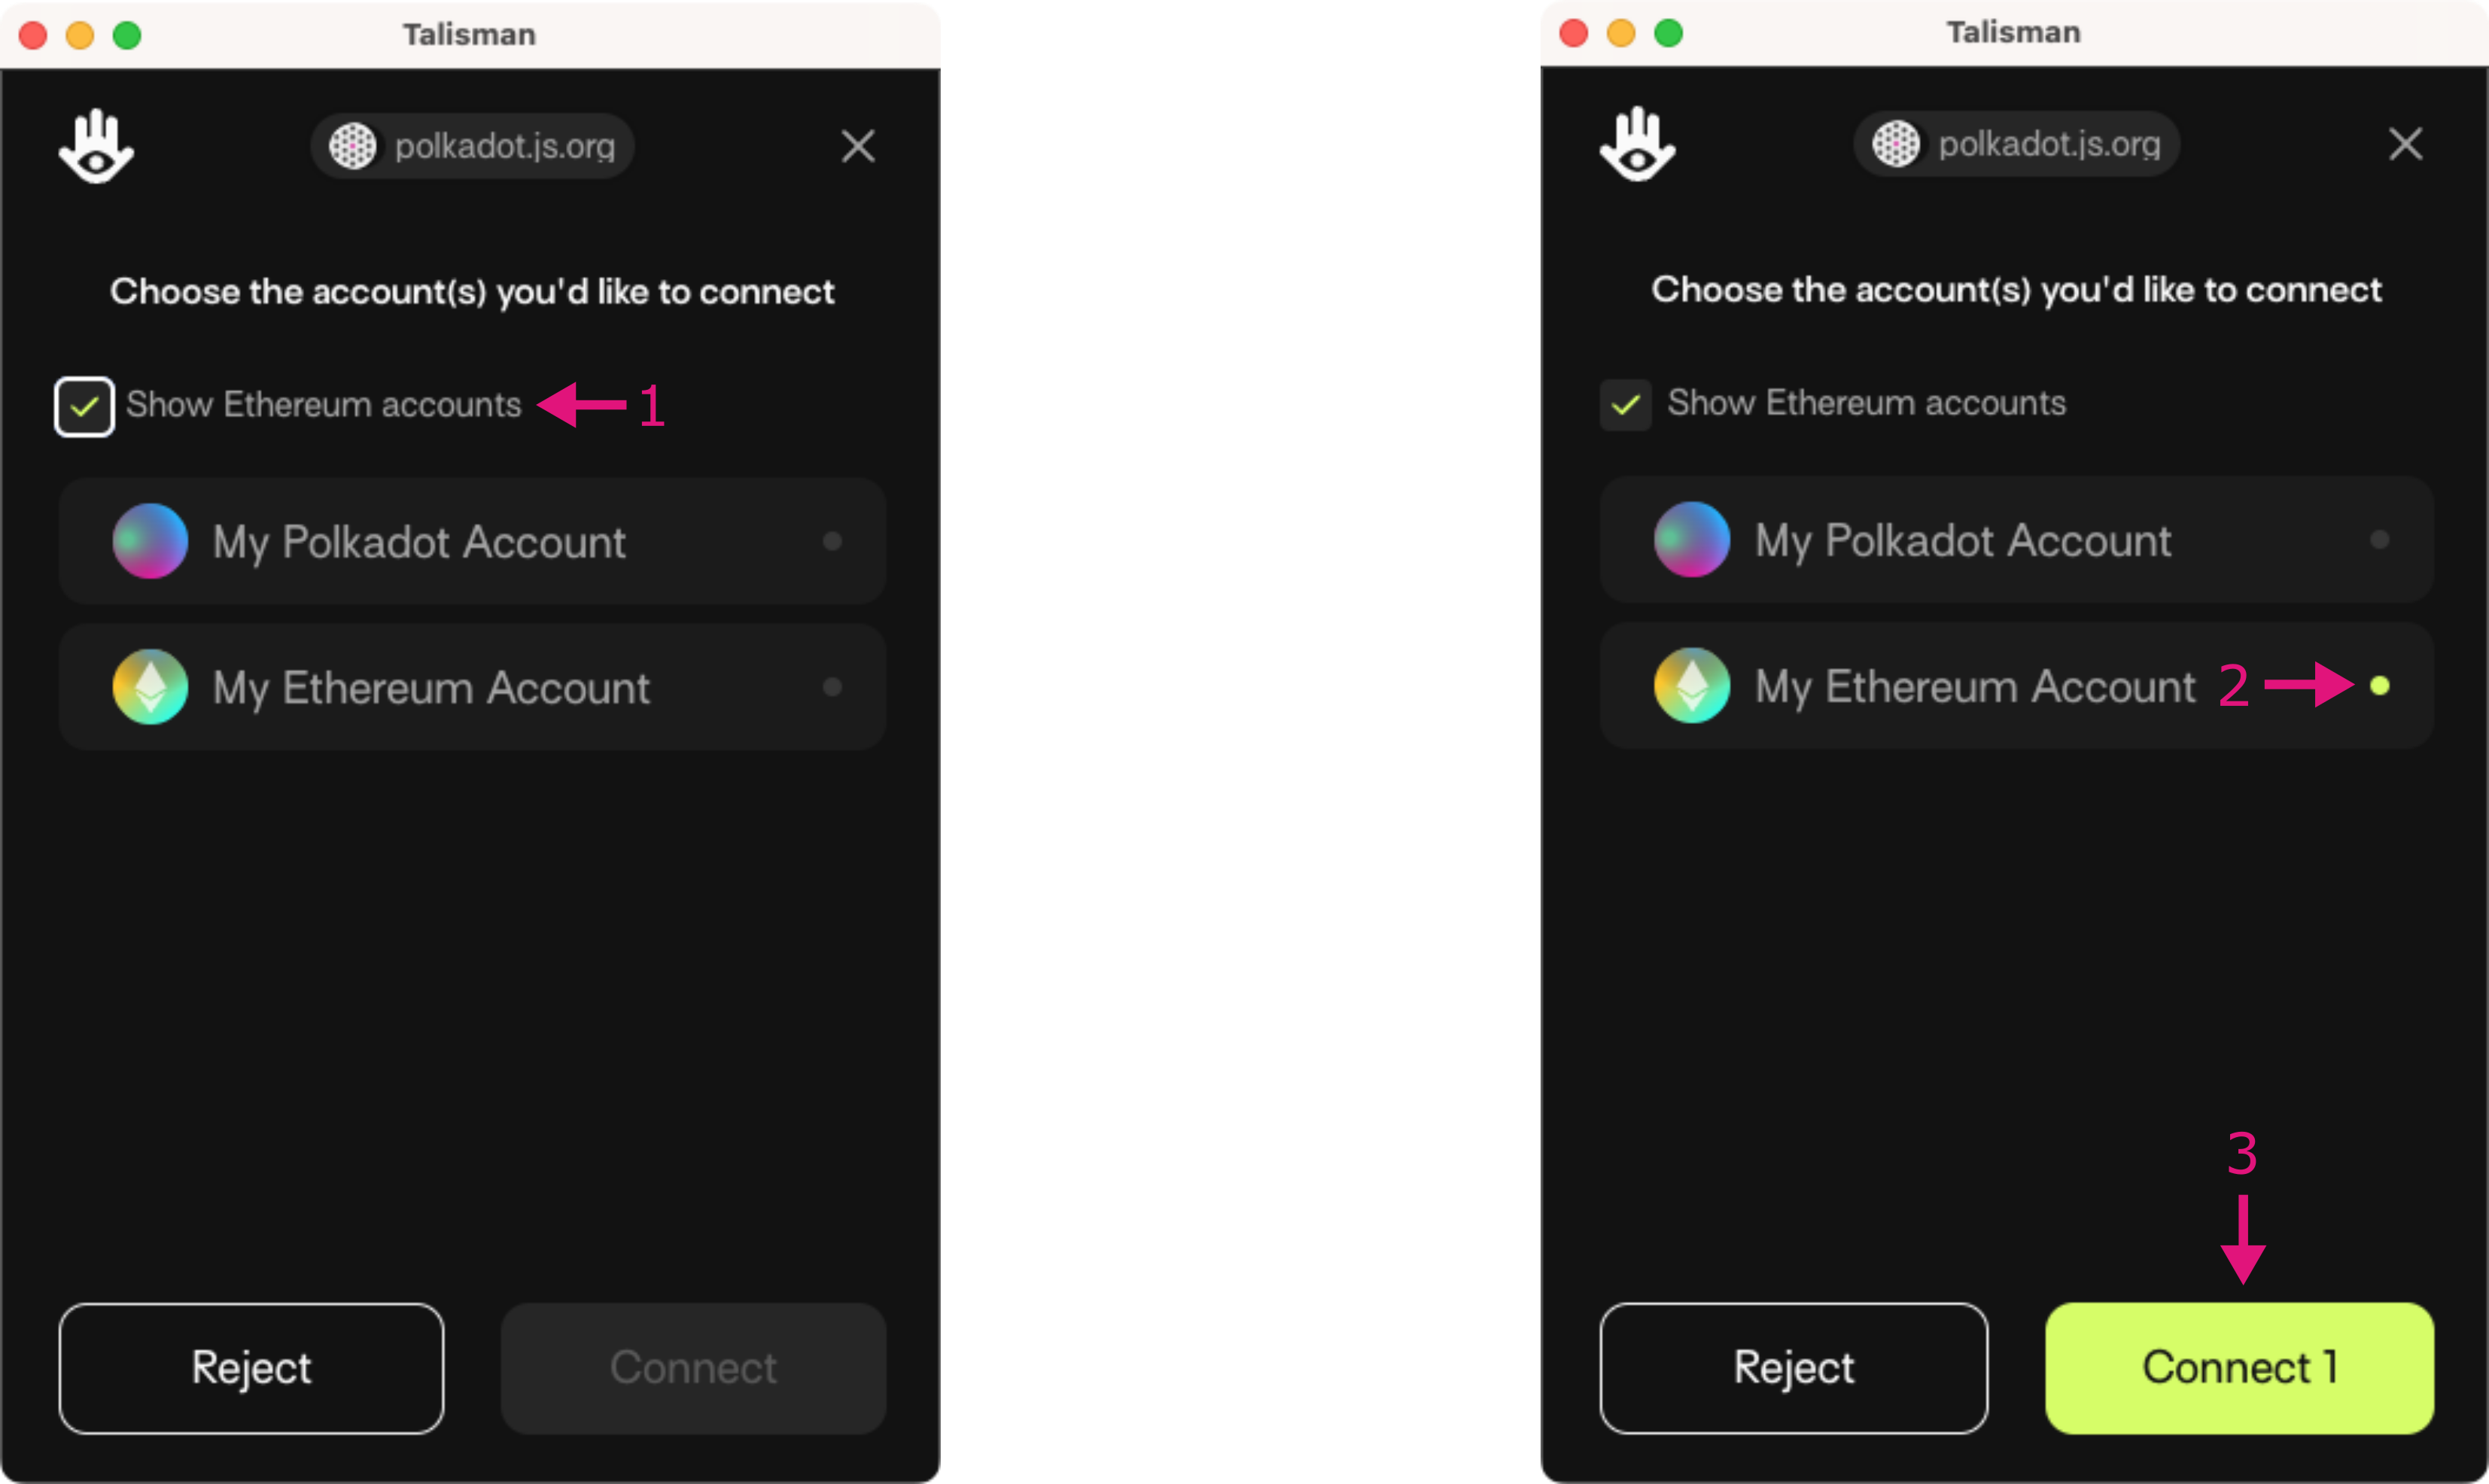 Talisman
polkadot.js.org
Choose the account(s) you'd like to connect
Show Ethereum accounts 1
My Polkadot Account
My Ethereum Account
Reject
Connect
Talisman
polkadot.js.org
Choose the account(s) you'd like to connect
Show Ethereum accounts
My Polkadot Account
My Ethereum Account 2
3
Reject
Connect 1